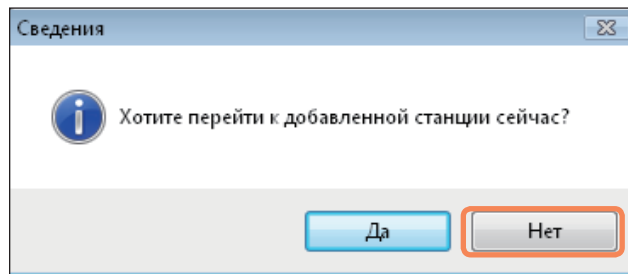 Сведения
Хотите перейти к добавленной станции сейчас?
Да
Нет